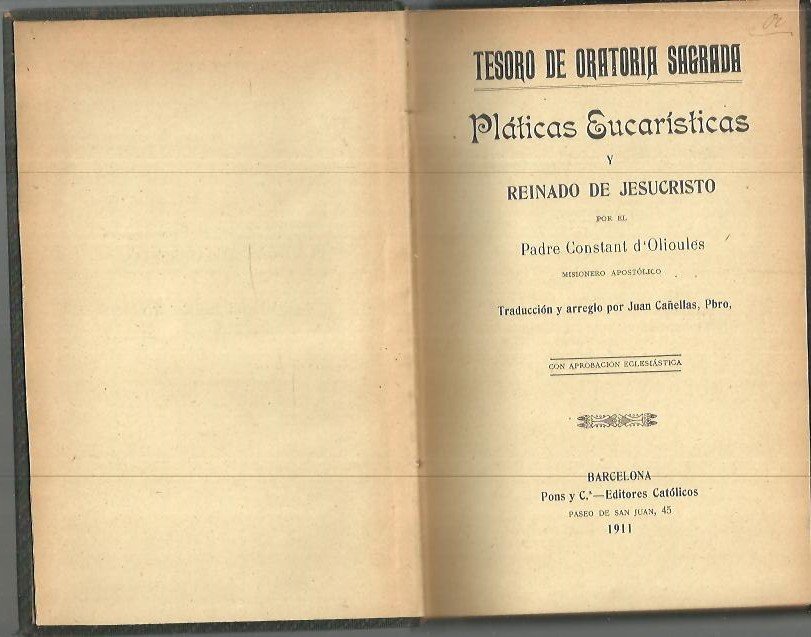 TESORO DE ORATORIA SAGRADA
Pláticas Eucarísticas
Y
REINADO DE JESUCRISTO
POR EL
Padre Constant d'Olioules
MISIONERO APOSTÓLICO
Traducción y arreglo por Juan Cañellas, Pbro,
CON APROBACION ECLESIÁSTICA
BARCELONA
Pons y C.ª—Editores Católicos
PASEO DE SAN JUAN, 45
1911